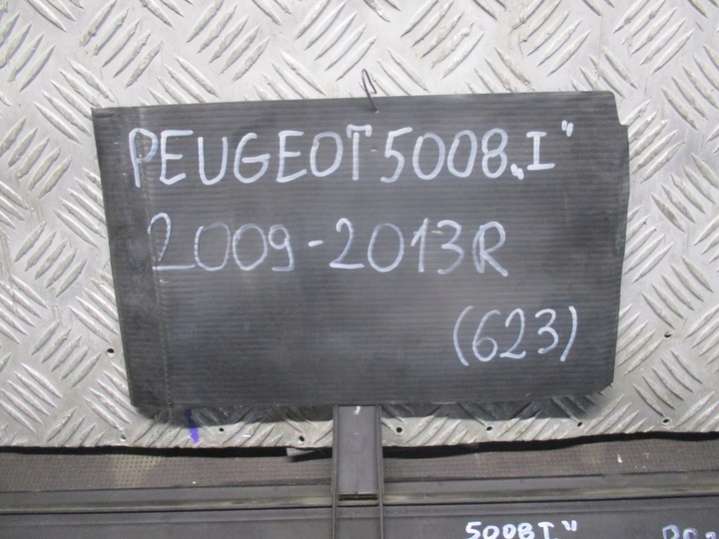 PEUGEOT 5008 „I"
2009-2013R
(623)
5008 I"